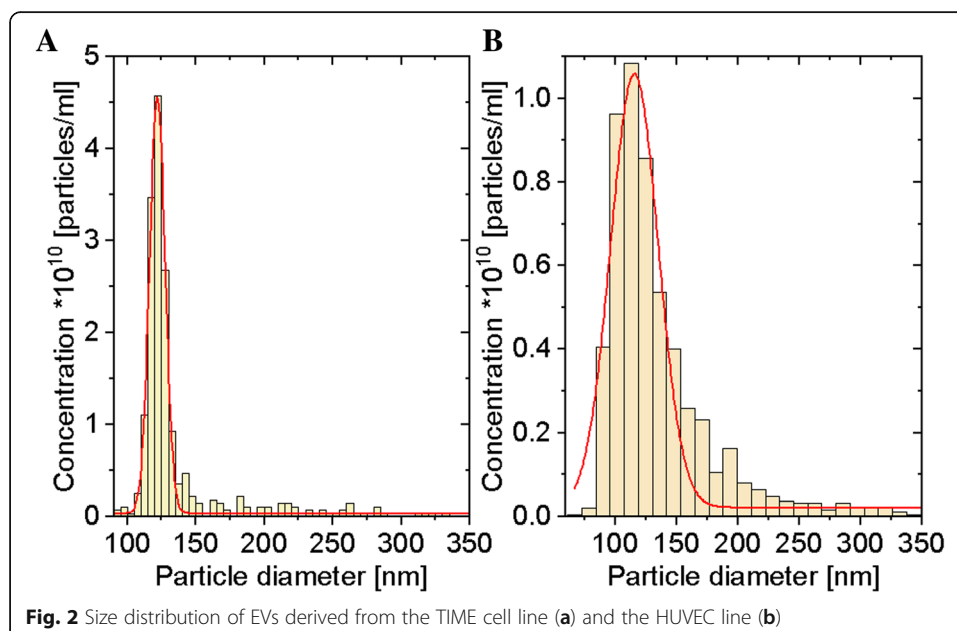 A
B
5
4
3
2
1
0
Concentration *10^10 [particles/ml]
100 150 200 250 300 350
Particle diameter [nm]
1.0
0.8
0.6
0.4
0.2
0.0
Concentration *10^10 [particles/ml]
100 150 200 250 300 350
Particle diameter [nm]
Fig. 2 Size distribution of EVs derived from the TIME cell line (a) and the HUVEC line (b)